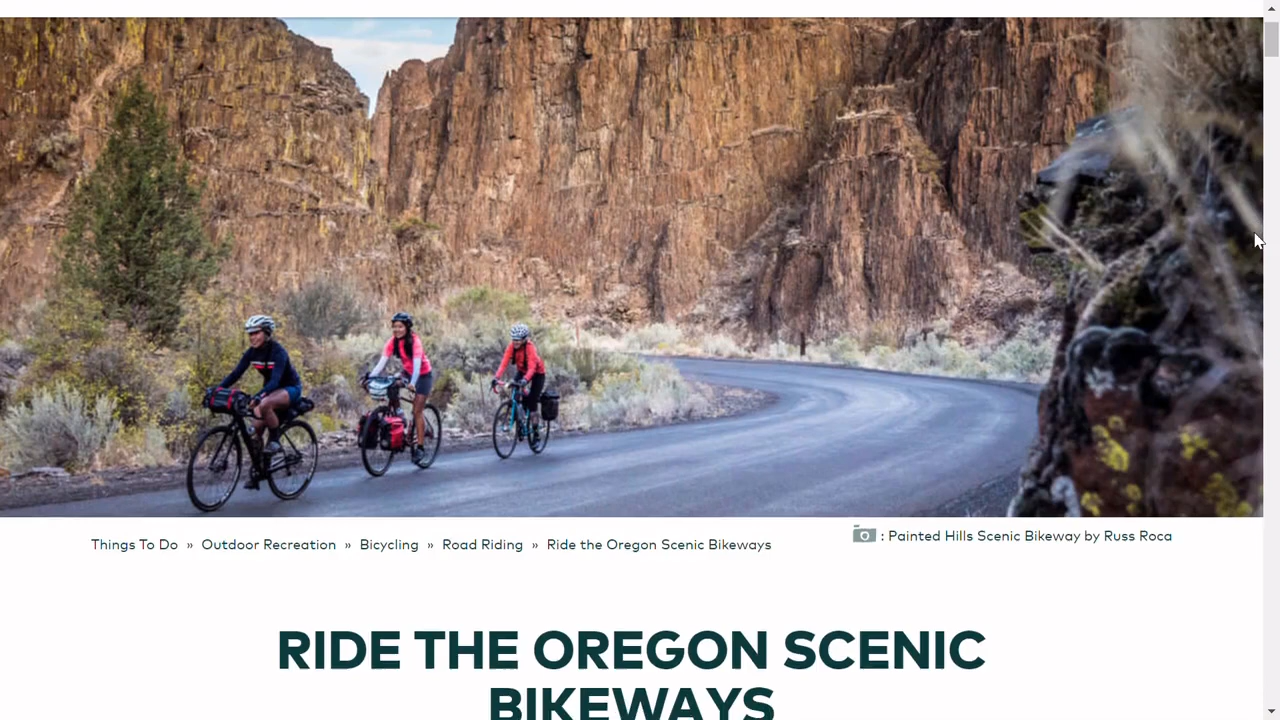 Things To Do » Outdoor Recreation » Bicycling » Road Riding » Ride the Oregon Scenic Bikeways
: Painted Hills Scenic Bikeway by Russ Roca
RIDE THE OREGON SCENIC
BIKEWAYS